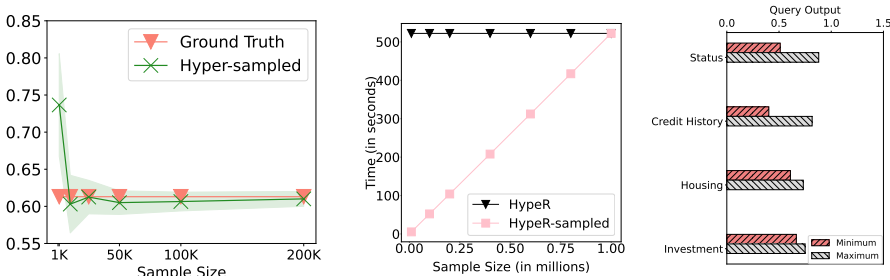 0.85
0.80
0.75
0.70
0.65
0.60
0.55
Ground Truth
Hyper-sampled
1K 50K 100K 200K
Sample Size
Time (in seconds)
500
400
300
200
100
0
HypeR
HypeR-sampled
0.00 0.25 0.50 0.75 1.00
Sample Size (in millions)
Query Output
0.0 0.5 1.0 1.5
Status
Credit History
Housing
Investment
Minimum
Maximum